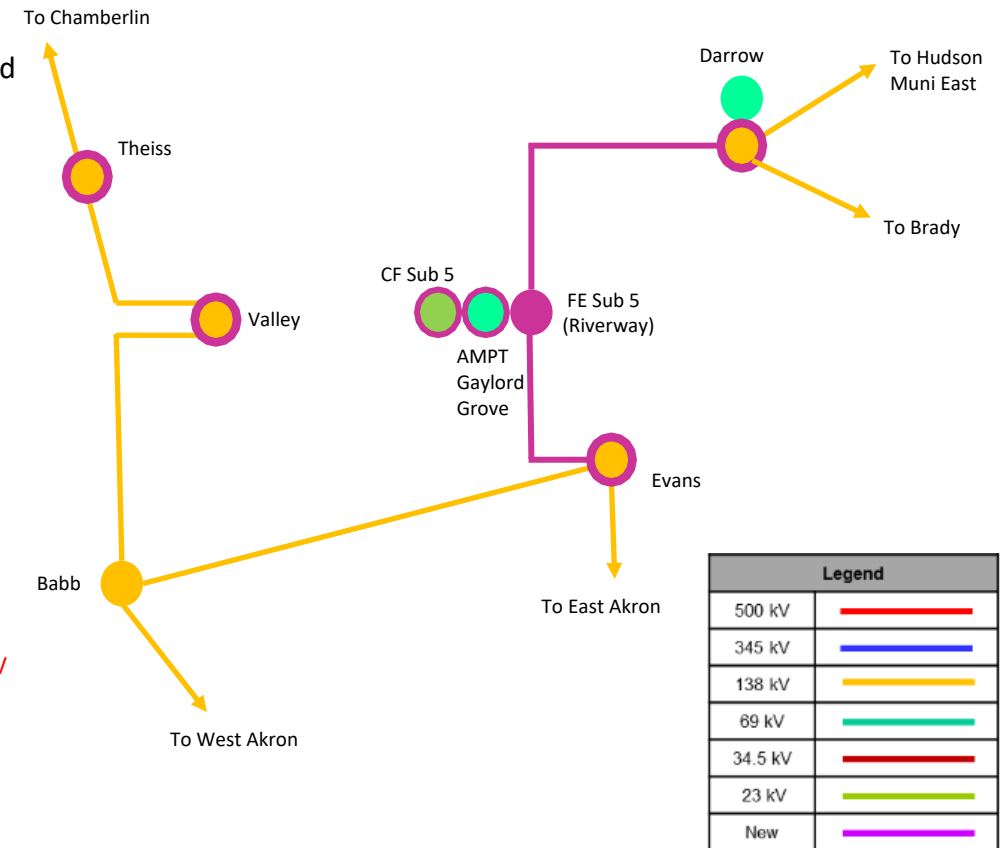 To Chamberlin
d
Darrow
To Hudson
Muni East
Theiss
To Brady
CF Sub 5
FE Sub 5
(Riverway)
Valley
AMPT
Gaylord
Grove
Evans
Babb
To East Akron
To West Akron
V
Legend
500 kV
345 kV
138 kV
69 kV
34.5 kV
23 kV
New